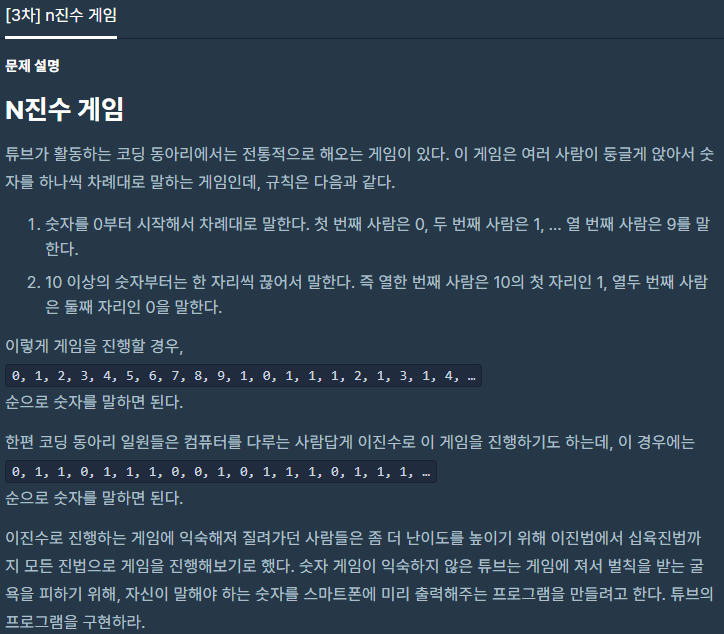 [3차] n진수 게임
문제 설명
N진수 게임
튜브가 활동하는 코딩 동아리에서는 전통적으로 해오는 게임이 있다. 이 게임은 여러 사람이 둥글게 앉아서 숫
자를 하나씩 차례대로 말하는 게임인데, 규칙은 다음과 같다.
1. 숫자를 0부터 시작해서 차례대로 말한다. 첫 번째 사람은 0, 두 번째 사람은 1, … 열 번째 사람은 9를 말
한다.
2. 10 이상의 숫자부터는 한 자리씩 끊어서 말한다. 즉 열한 번째 사람은 10의 첫 자리인 1, 열두 번째 사람
은 둘째 자리인 0을 말한다.
이렇게 게임을 진행할 경우,
0, 1, 2, 3, 4, 5, 6, 7, 8, 9, 1, 0, 1, 1, 1, 2, 1, 3, 1, 4, …
순으로 숫자를 말하면 된다.
한편 코딩 동아리 일원들은 컴퓨터를 다루는 사람답게 이진수로 이 게임을 진행하기도 하는데, 이 경우에는
0, 1, 1, 0, 1, 1, 1, 0, 0, 1, 0, 1, 1, 1, 0, 1, 1, 1, …
순으로 숫자를 말하면 된다.
이진수로 진행하는 게임에 익숙해져 질려가던 사람들은 좀 더 난이도를 높이기 위해 이진법에서 십육진법까
지 모든 진법으로 게임을 진행해보기로 했다. 숫자 게임이 익숙하지 않은 튜브는 게임에 져서 벌칙을 받는 굴
욕을 피하기 위해, 자신이 말해야 하는 숫자를 스마트폰에 미리 출력해주는 프로그램을 만들려고 한다. 튜브의
프로그램을 구현하라.